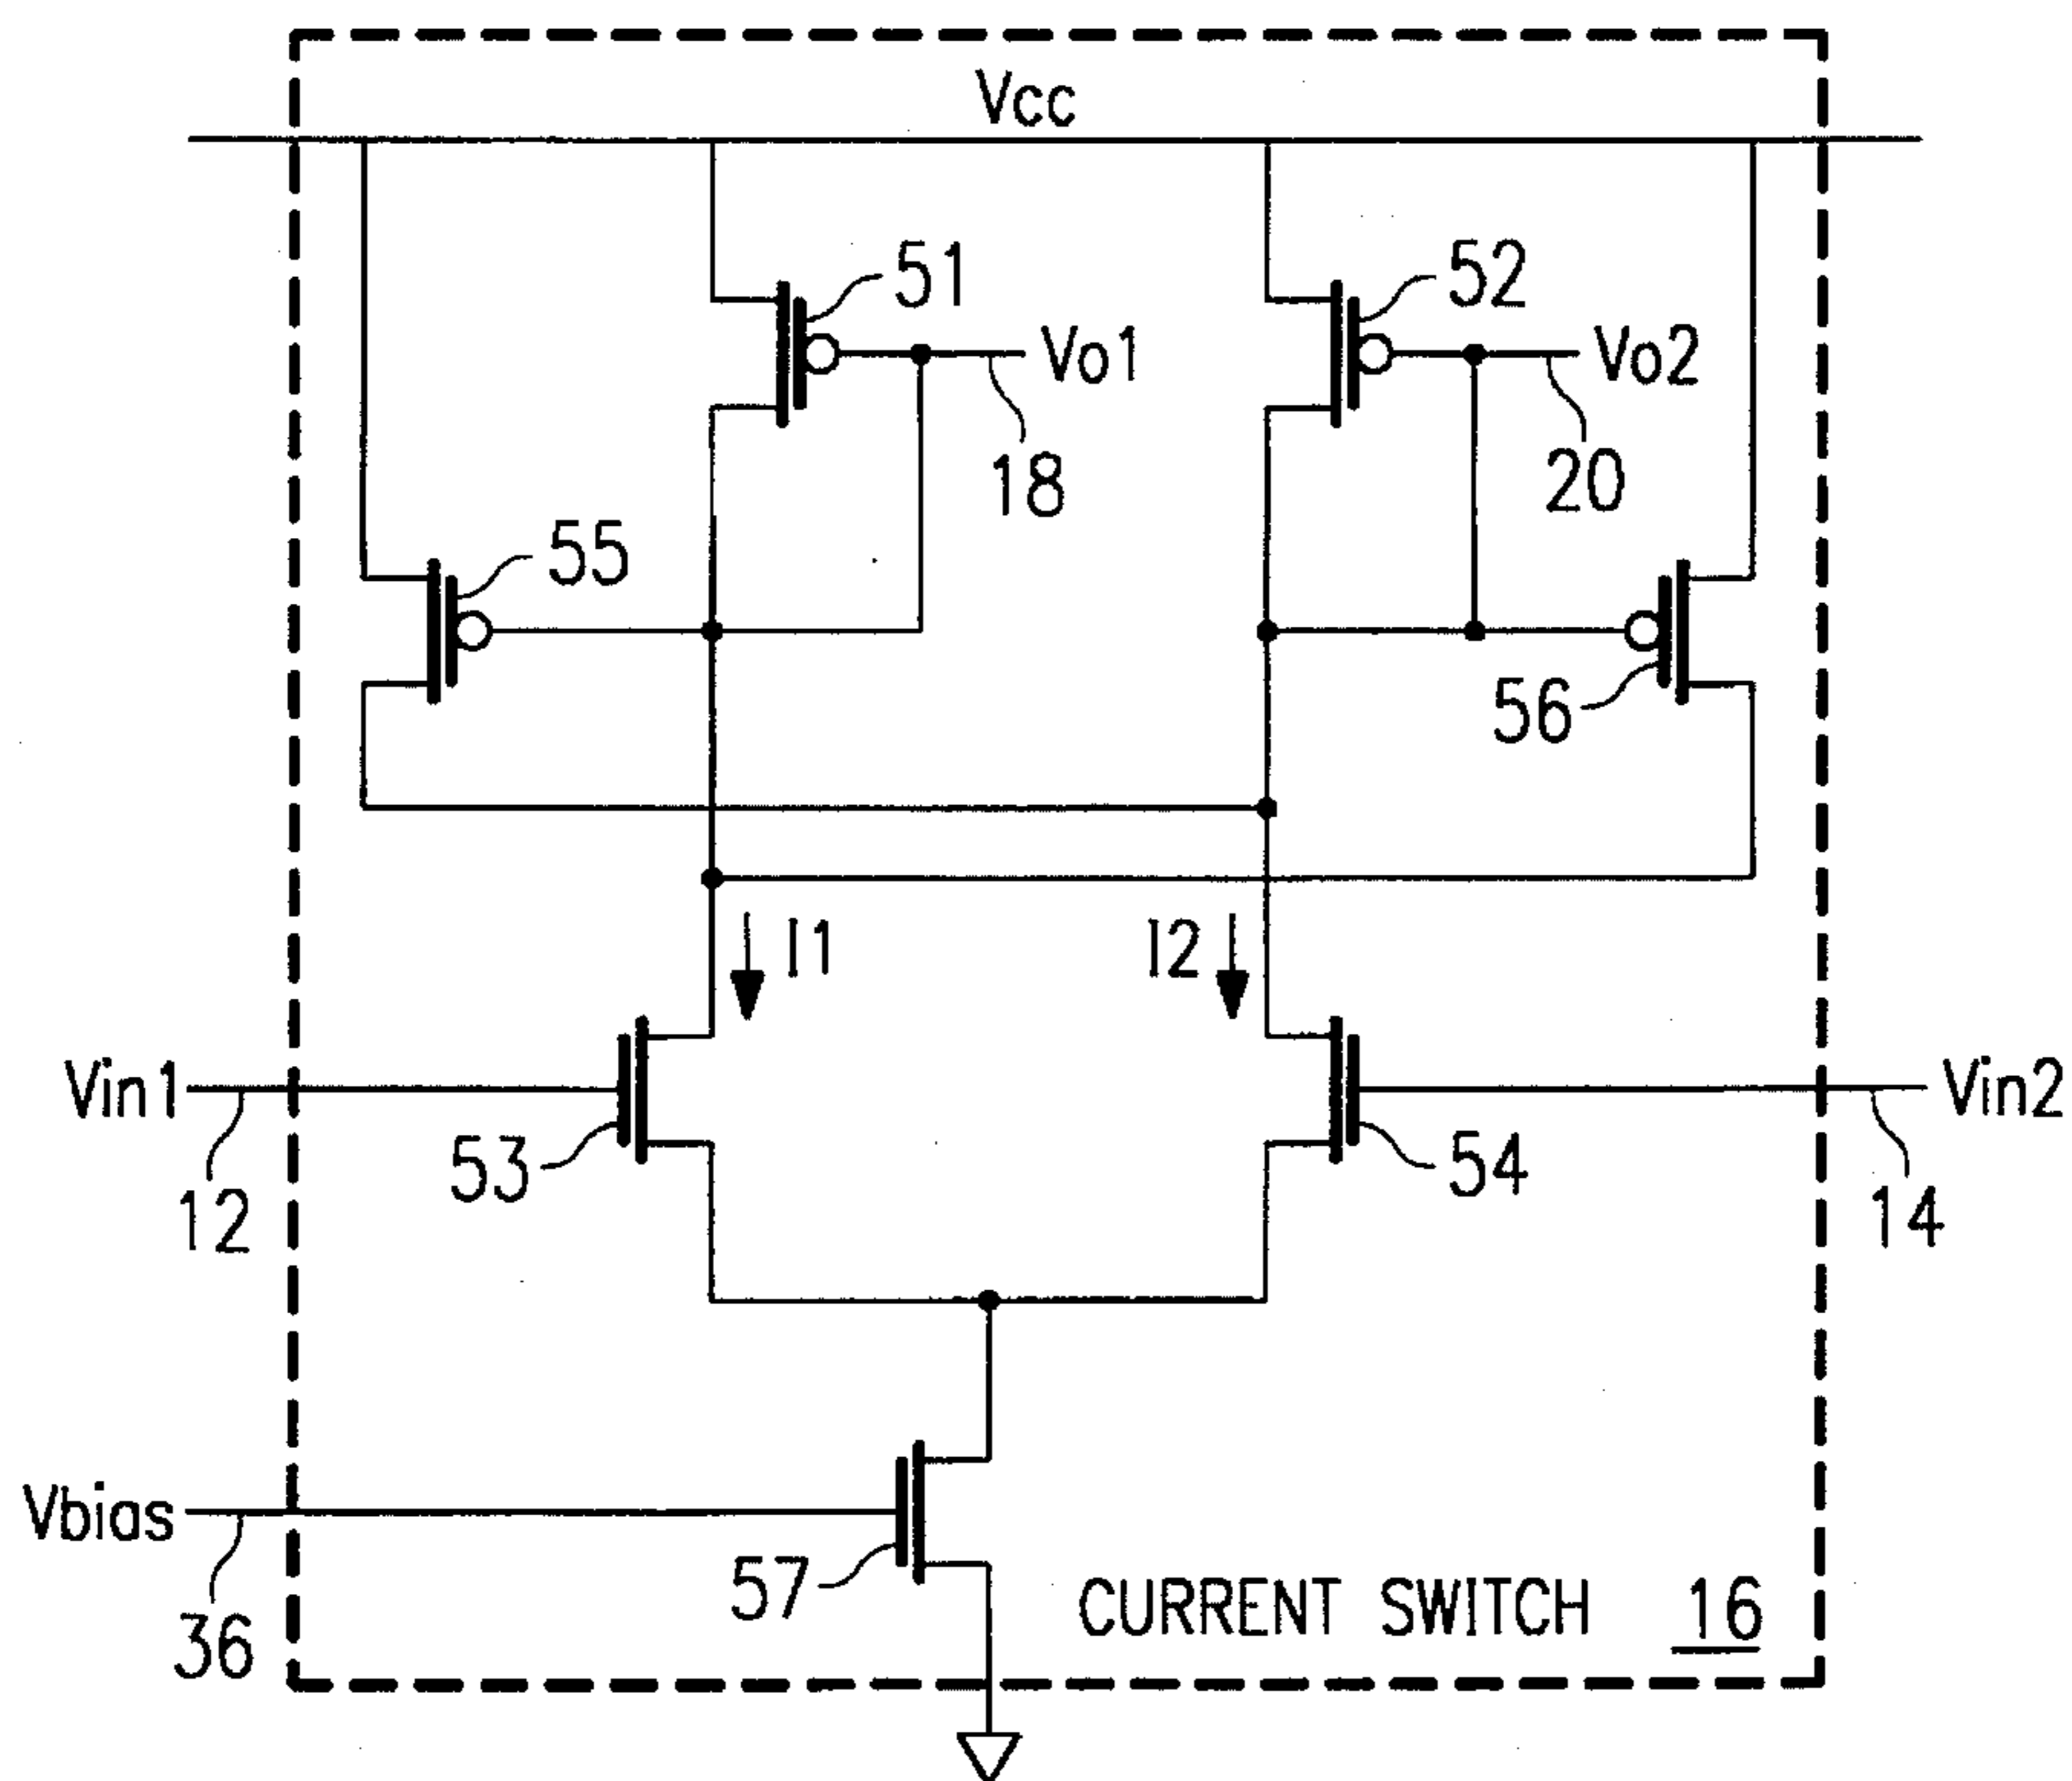 Vcc
51
52
Vo1
Vo2
18
20
55
56
I1
I2
Vin1
Vin2
53
54
12
14
Vbias
57
CURRENT SWITCH 16
36